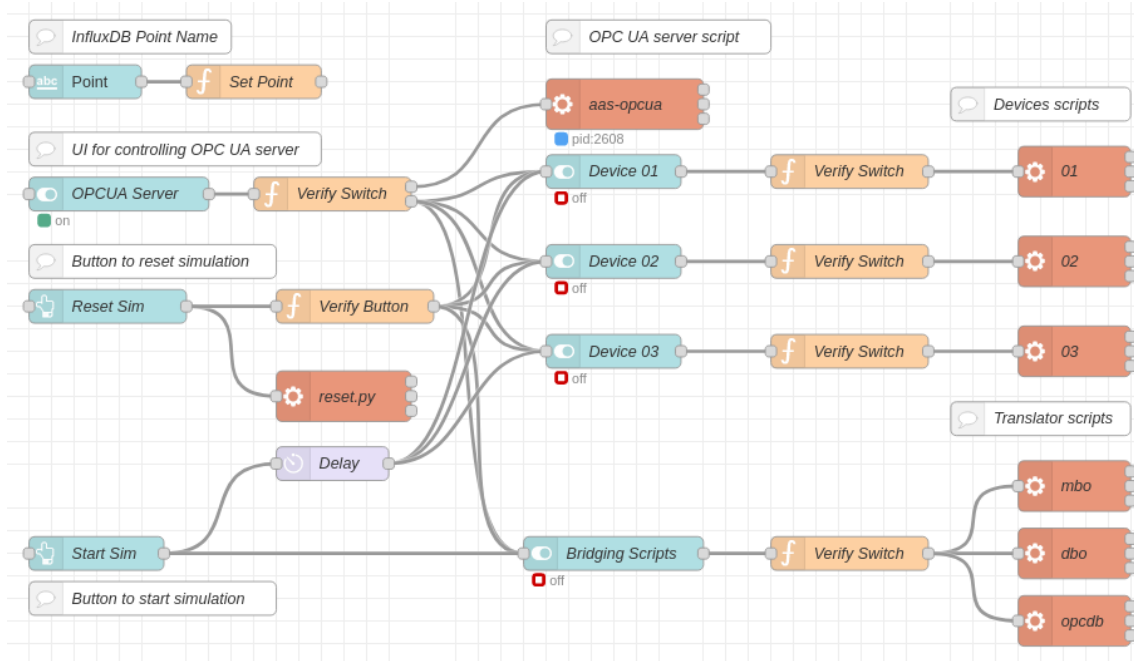 InfluxDB Point Name
OPC UA server script
abc Point
Set Point
aas-opcua
Devices scripts
pid:2608
UI for controlling OPC UA server
Device 01
Verify Switch
01
OPCUA Server
Verify Switch
off
on
Button to reset simulation
Device 02
Verify Switch
02
off
Reset Sim
Verify Button
Device 03
Verify Switch
03
off
reset.py
Translator scripts
Delay
mbo
Start Sim
Bridging Scripts
Verify Switch
dbo
off
Button to start simulation
opcdb